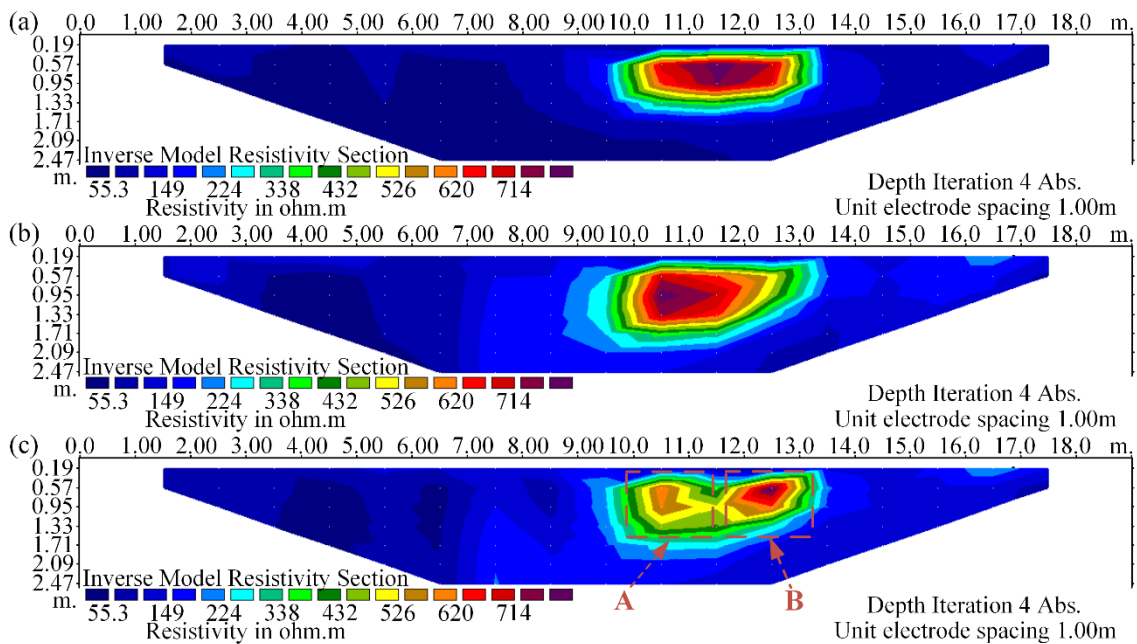 (a) 0.0 1.00 2.00 3.00 4.00 5.00 6.00 7.00 8.00 9.00 10.0 11.0 12.0 13.0 14.0 15.0 16.0 17.0 18.0 m.
0.19
0.57
0.95
1.33
1.71
2.09
2.47 Inverse Model Resistivity Section
m.
55.3 149 224 338 432 526 620 714
Resistivity in ohm.m
Depth Iteration 4 Abs.
Unit electrode spacing 1.00m
(b) 0.0 1.00 2.00 3.00 4.00 5.00 6.00 7.00 8.00 9.00 10.0 11.0 12.0 13.0 14.0 15.0 16.0 17.0 18.0 m.
0.19
0.57
0.95
1.33
1.71
2.09
2.47 Inverse Model Resistivity Section
m.
55.3 149 224 338 432 526 620 714
Resistivity in ohm.m
Depth Iteration 4 Abs.
Unit electrode spacing 1.00m
(c) 0.0 1.00 2.00 3.00 4.00 5.00 6.00 7.00 8.00 9.00 10.0 11.0 12.0 13.0 14.0 15.0 16.0 17.0 18.0 m.
0.19
0.57
0.95
1.33
1.71
2.09
2.47 Inverse Model Resistivity Section
m.
A B
55.3 149 224 338 432 526 620 714
Resistivity in ohm.m
Depth Iteration 4 Abs.
Unit electrode spacing 1.00m